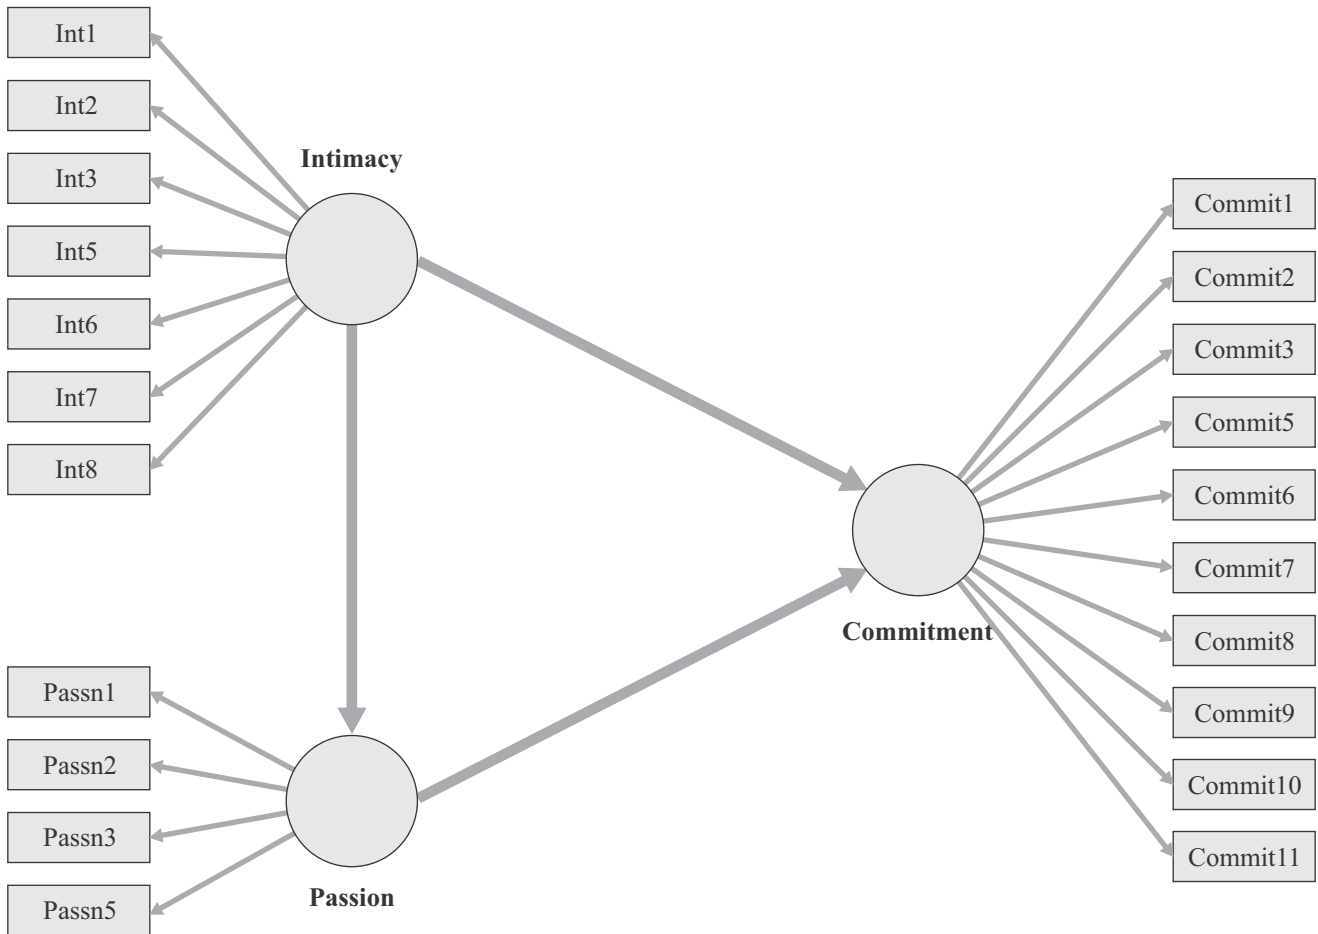 Int1
Int2
Int3
Int5
Int6
Int7
Int8
Intimacy
Passn1
Passn2
Passn3
Passn5
Passion
Commitment
Commit1
Commit2
Commit3
Commit5
Commit6
Commit7
Commit8
Commit9
Commit10
Commit11